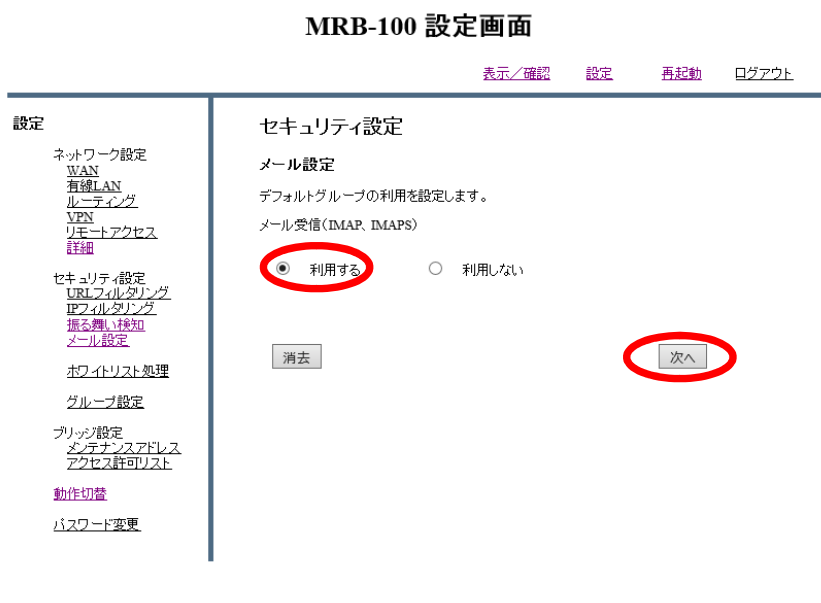 MRB-100 設定画面
表示／確認 設定 再起動 ログアウト
設定
ネットワーク設定
WAN
有線LAN
ルーティング
VPN
リモートアクセス
詳細
セキュリティ設定
URLフィルタリング
IPフィルタリング
振る舞い検知
メール設定
ホワイトリスト処理
グループ設定
ブリッジ設定
メンテナンスアドレス
アクセス許可リスト
動作切替
パスワード変更
セキュリティ設定
メール設定
デフォルトグループの利用を設定します。
メール受信（IMAP、IMAPS）
利用する 利用しない
消去 次へ